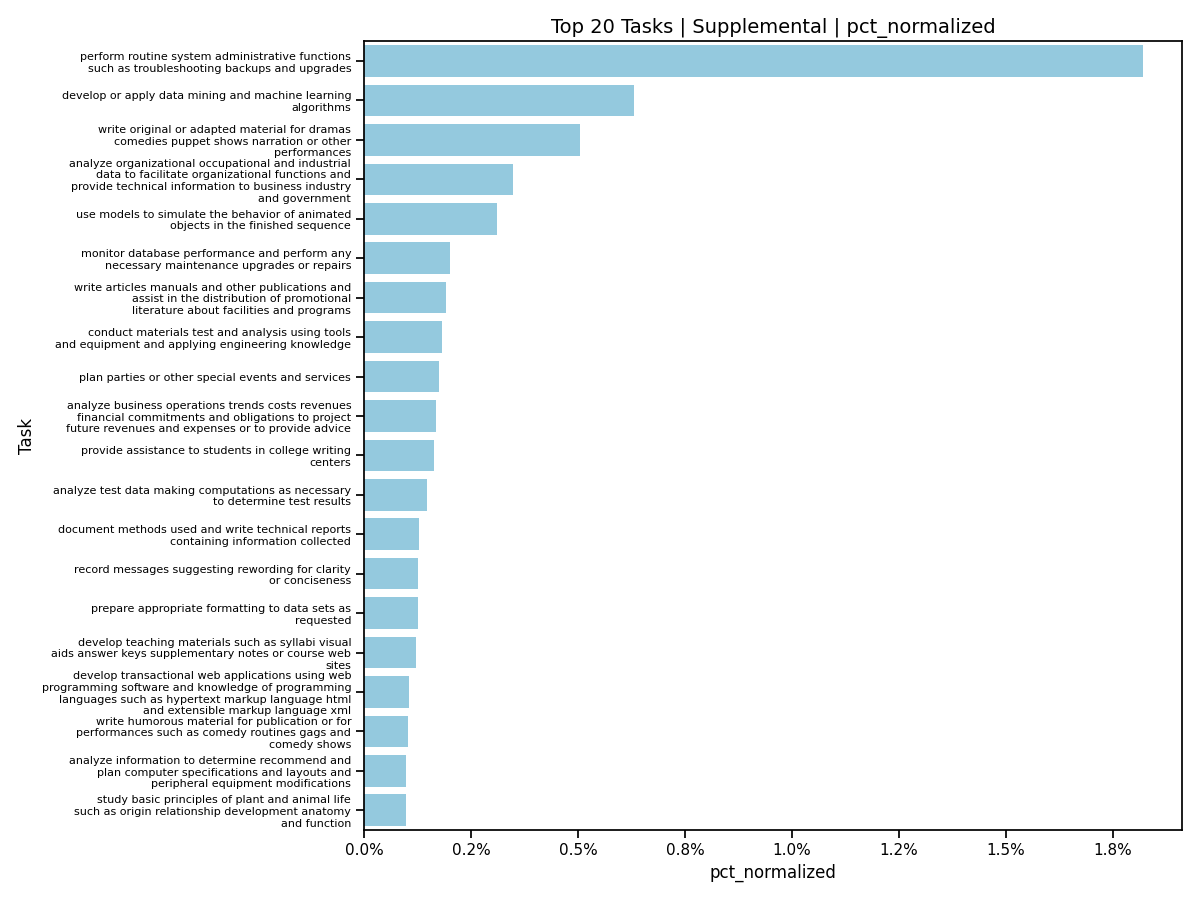 Top 20 Tasks | Supplemental | pct_normalized
perform routine system administrative functions
such as troubleshooting backups and upgrades
develop or apply data mining and machine learning
algorithms
write original or adapted material for dramas
comedies puppet shows narration or other
performances
analyze organizational occupational and industrial
data to facilitate organizational functions and
provide technical information to business industry
and government
use models to simulate the behavior of animated
objects in the finished sequence
monitor database performance and perform any
necessary maintenance upgrades or repairs
write articles manuals and other publications and
assist in the distribution of promotional
literature about facilities and programs
conduct materials test and analysis using tools
and equipment and applying engineering knowledge
plan parties or other special events and services
analyze business operations trends costs revenues
financial commitments and obligations to project
future revenues and expenses or to provide advice
provide assistance to students in college writing
centers
analyze test data making computations as necessary
to determine test results
document methods used and write technical reports
containing information collected
record messages suggesting rewording for clarity
or conciseness
prepare appropriate formatting to data sets as
requested
develop teaching materials such as syllabi visual
aids answer keys supplementary notes or course web
sites
develop transactional web applications using web
programming software and knowledge of programming
languages such as hypertext markup language html
and extensible markup language xml
write humorous material for publication or for
performances such as comedy routines gags and
comedy shows
analyze information to determine recommend and
plan computer specifications and layouts and
peripheral equipment modifications
study basic principles of plant and animal life
such as origin relationship development anatomy
and function
Task
0.0% 0.2% 0.5% 0.8% 1.0% 1.2% 1.5% 1.8%
pct_normalized